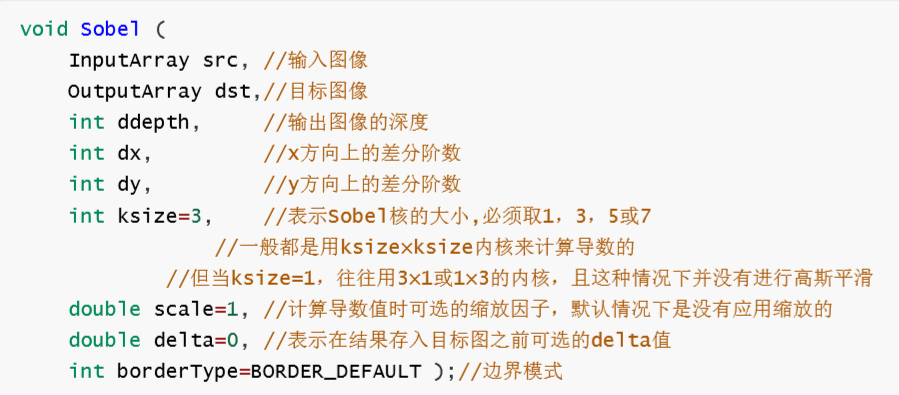 void Sobel (
InputArray src, //输入图像
OutputArray dst,//目标图像
int ddepth, //输出图像的深度
int dx, //x方向上的差分阶数
int dy, //y方向上的差分阶数
int ksize=3, //表示Sobel核的大小,必须取1，3，5或7
//一般都是用ksize×ksize内核来计算导数的
//但当ksize=1，往往用3×1或1×3的内核，且这种情况下并没有进行高斯平滑
double scale=1, //计算导数值时可选的缩放因子，默认情况下是没有应用缩放的
double delta=0, //表示在结果存入目标图之前可选的delta值
int borderType=BORDER_DEFAULT );//边界模式